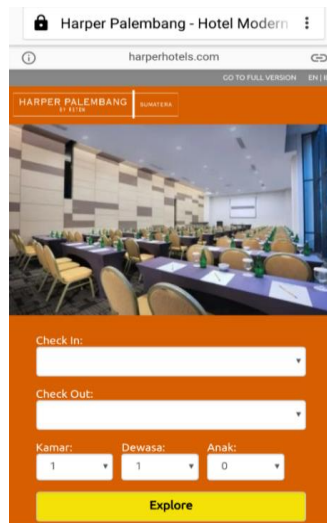 Harper Palembang - Hotel Modern
harperhotels.com
GO TO FULL VERSION EN |
HARPER PALEMBANG SUMATERA
BY ASTON
Check In:
Check Out:
Kamar: Dewasa: Anak:
1 1 0
Explore